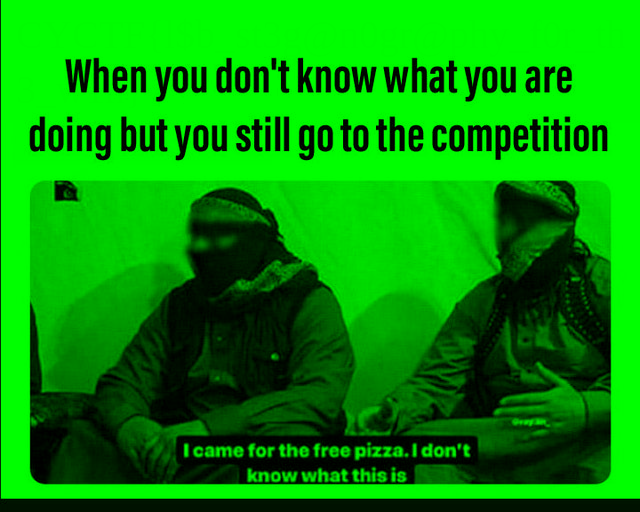 When you don't know what you are
doing but you still go to the competition
I came for the free pizza. I don't
know what this is